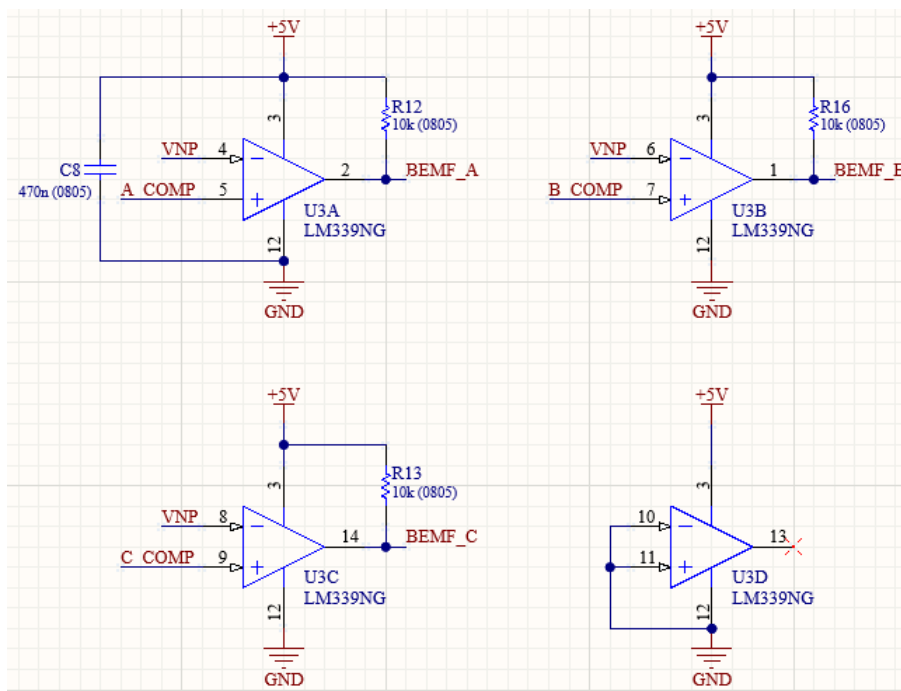 +5V
3
R12
10k (0805)
C8
470n (0805)
VNP
4
A_COMP
5
2
BEMF_A
U3A
LM339NG
12
GND
+5V
3
R16
10k (0805)
VNP
6
B_COMP
7
1
BEMF_B
U3B
LM339NG
12
GND
+5V
3
R13
10k (0805)
VNP
8
C_COMP
9
14
BEMF_C
U3C
LM339NG
12
GND
+5V
3
10
11
13
U3D
LM339NG
12
GND